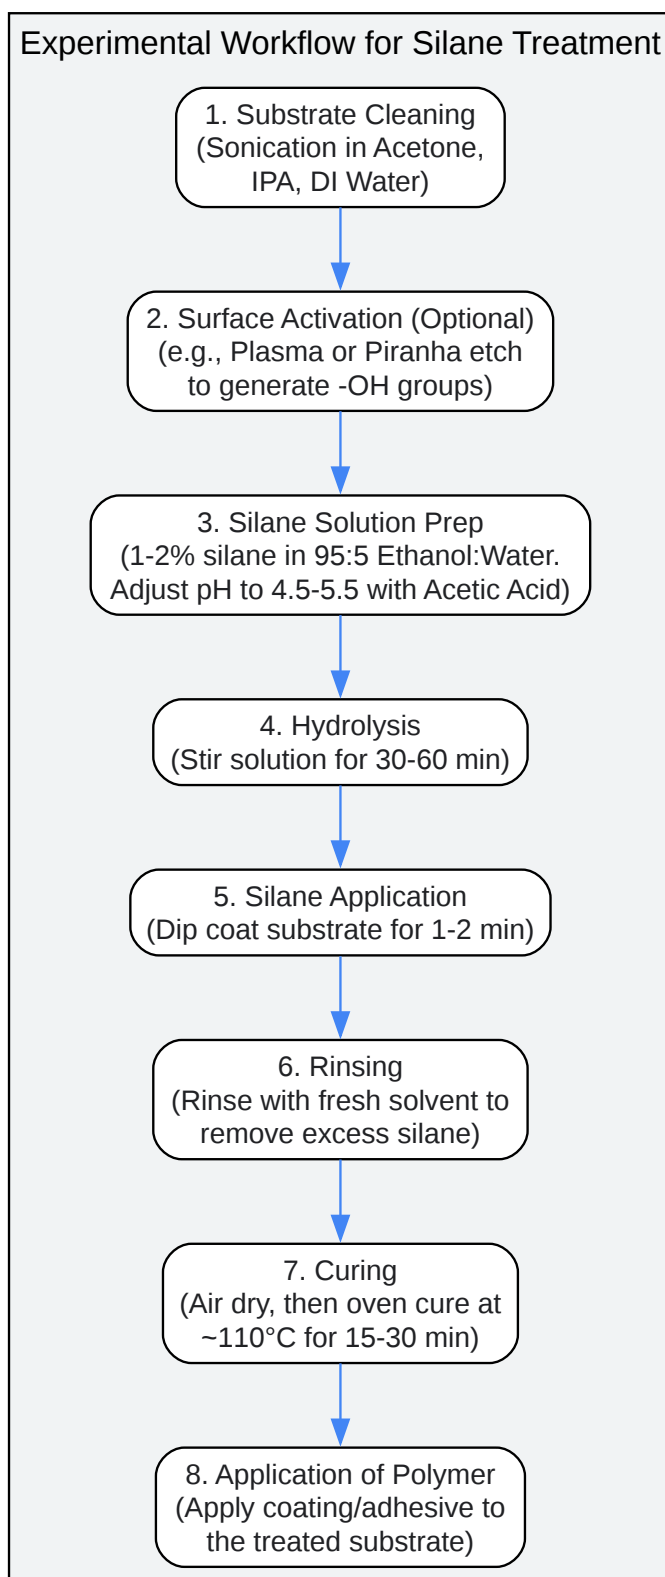 Experimental Workflow for Silane Treatment
1. Substrate Cleaning
(Sonication in Acetone,
IPA, DI Water)
2. Surface Activation (Optional)
(e.g., Plasma or Piranha etch
to generate -OH groups)
3. Silane Solution Prep
(1-2% silane in 95:5 Ethanol:Water.
Adjust pH to 4.5-5.5 with Acetic Acid)
4. Hydrolysis
(Stir solution for 30-60 min)
5. Silane Application
(Dip coat substrate for 1-2 min)
6. Rinsing
(Rinse with fresh solvent to
remove excess silane)
7. Curing
(Air dry, then oven cure at
~110°C for 15-30 min)
8. Application of Polymer
(Apply coating/adhesive to
the treated substrate)